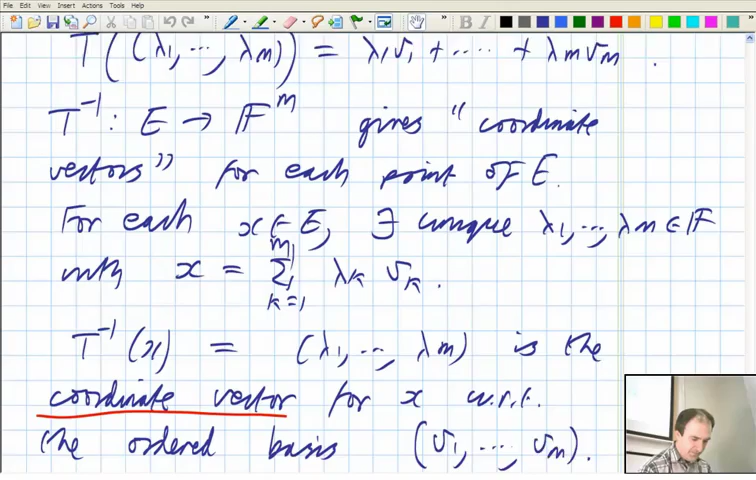 File Edit View Insert Actions Tools Help
T((λ1, ..., λm)) = λ1v1 + .... + λmvm .
T⁻¹ : E → 𝔽ᵐ gives "coordinate
vectors" for each point of E.
For each x ∈ E, ∃ unique λ1, ..., λm ∈ 𝔽
with x = Σ_{k=1}^{m} λk vk .
T⁻¹(x) = (λ1, ..., λm) is the
coordinate vector for x w.r.t.
the ordered basis (v1, ..., vm).